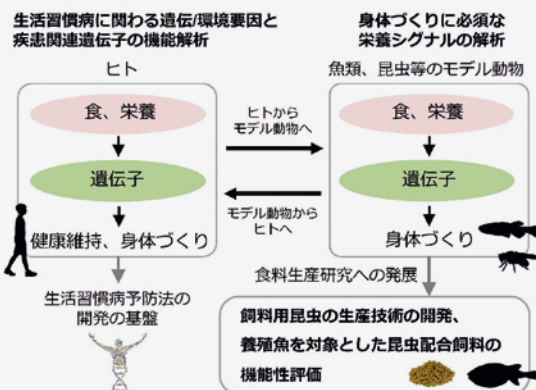 生活習慣病に関わる遺伝/環境要因と
疾患関連遺伝子の機能解析
ヒト
食、栄養
遺伝子
健康維持、身体づくり
生活習慣病予防法の
開発の基盤
ヒトから
モデル動物へ
モデル動物から
ヒトへ
身体づくりに必須な
栄養シグナルの解析
魚類、昆虫等のモデル動物
食、栄養
遺伝子
身体づくり
食料生産研究への発展
飼料用昆虫の生産技術の開発、
養殖魚を対象とした昆虫配合飼料の
機能性評価